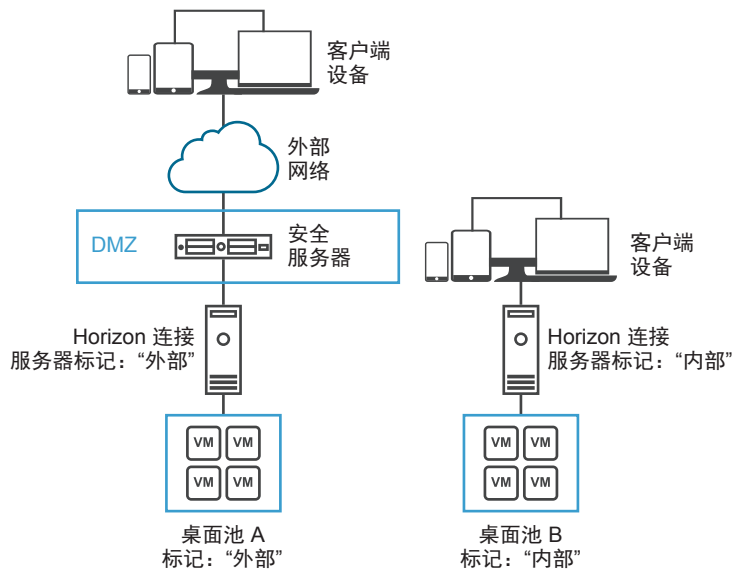 客户端
设备
外部
网络
DMZ
安全
服务器
客户端
设备
Horizon 连接
服务器标记：“外部”
Horizon 连接
服务器标记：“内部”
VM VM
VM VM
VM VM
VM VM
桌面池 A
标记：“外部”
桌面池 B
标记：“内部”